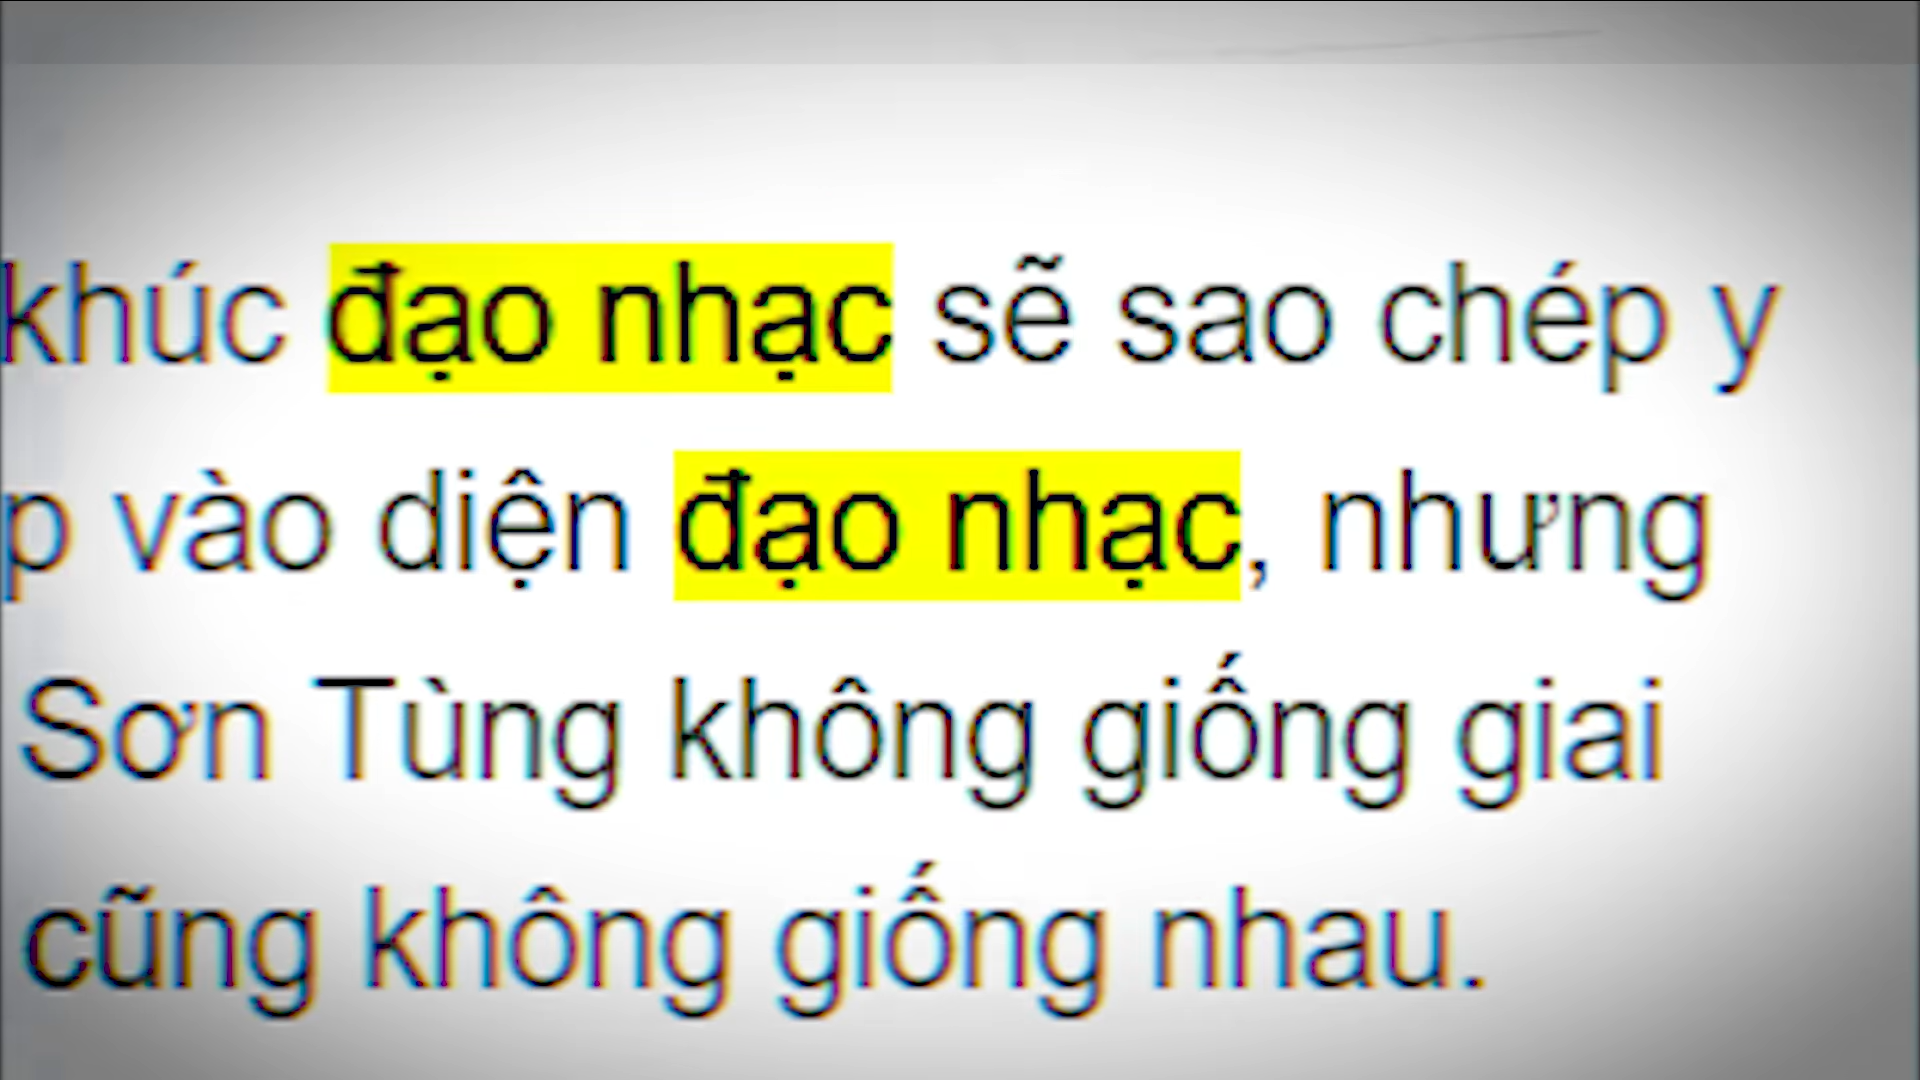 khúc đạo nhạc sẽ sao chép y
p vào diện đạo nhạc, nhưng
Sơn Tùng không giống giai
cũng không giống nhau.